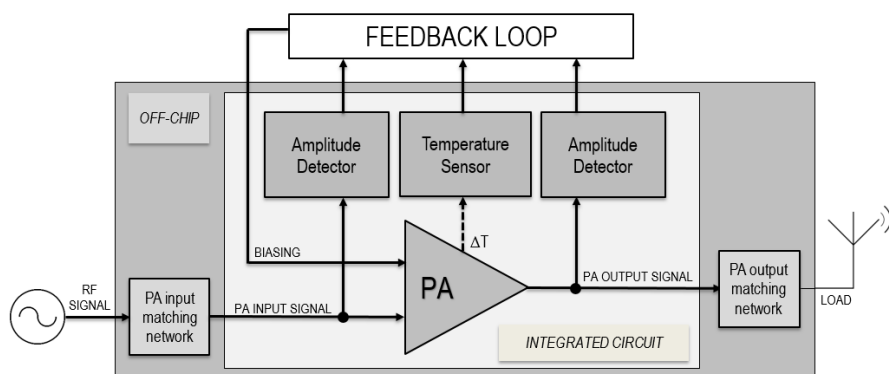 FEEDBACK LOOP
OFF-CHIP
Amplitude
Detector
Temperature
Sensor
Amplitude
Detector
ΔT
BIASING
PA
PA OUTPUT SIGNAL
PA output
matching
network
LOAD
RF
SIGNAL
PA input
matching
network
PA INPUT SIGNAL
INTEGRATED CIRCUIT